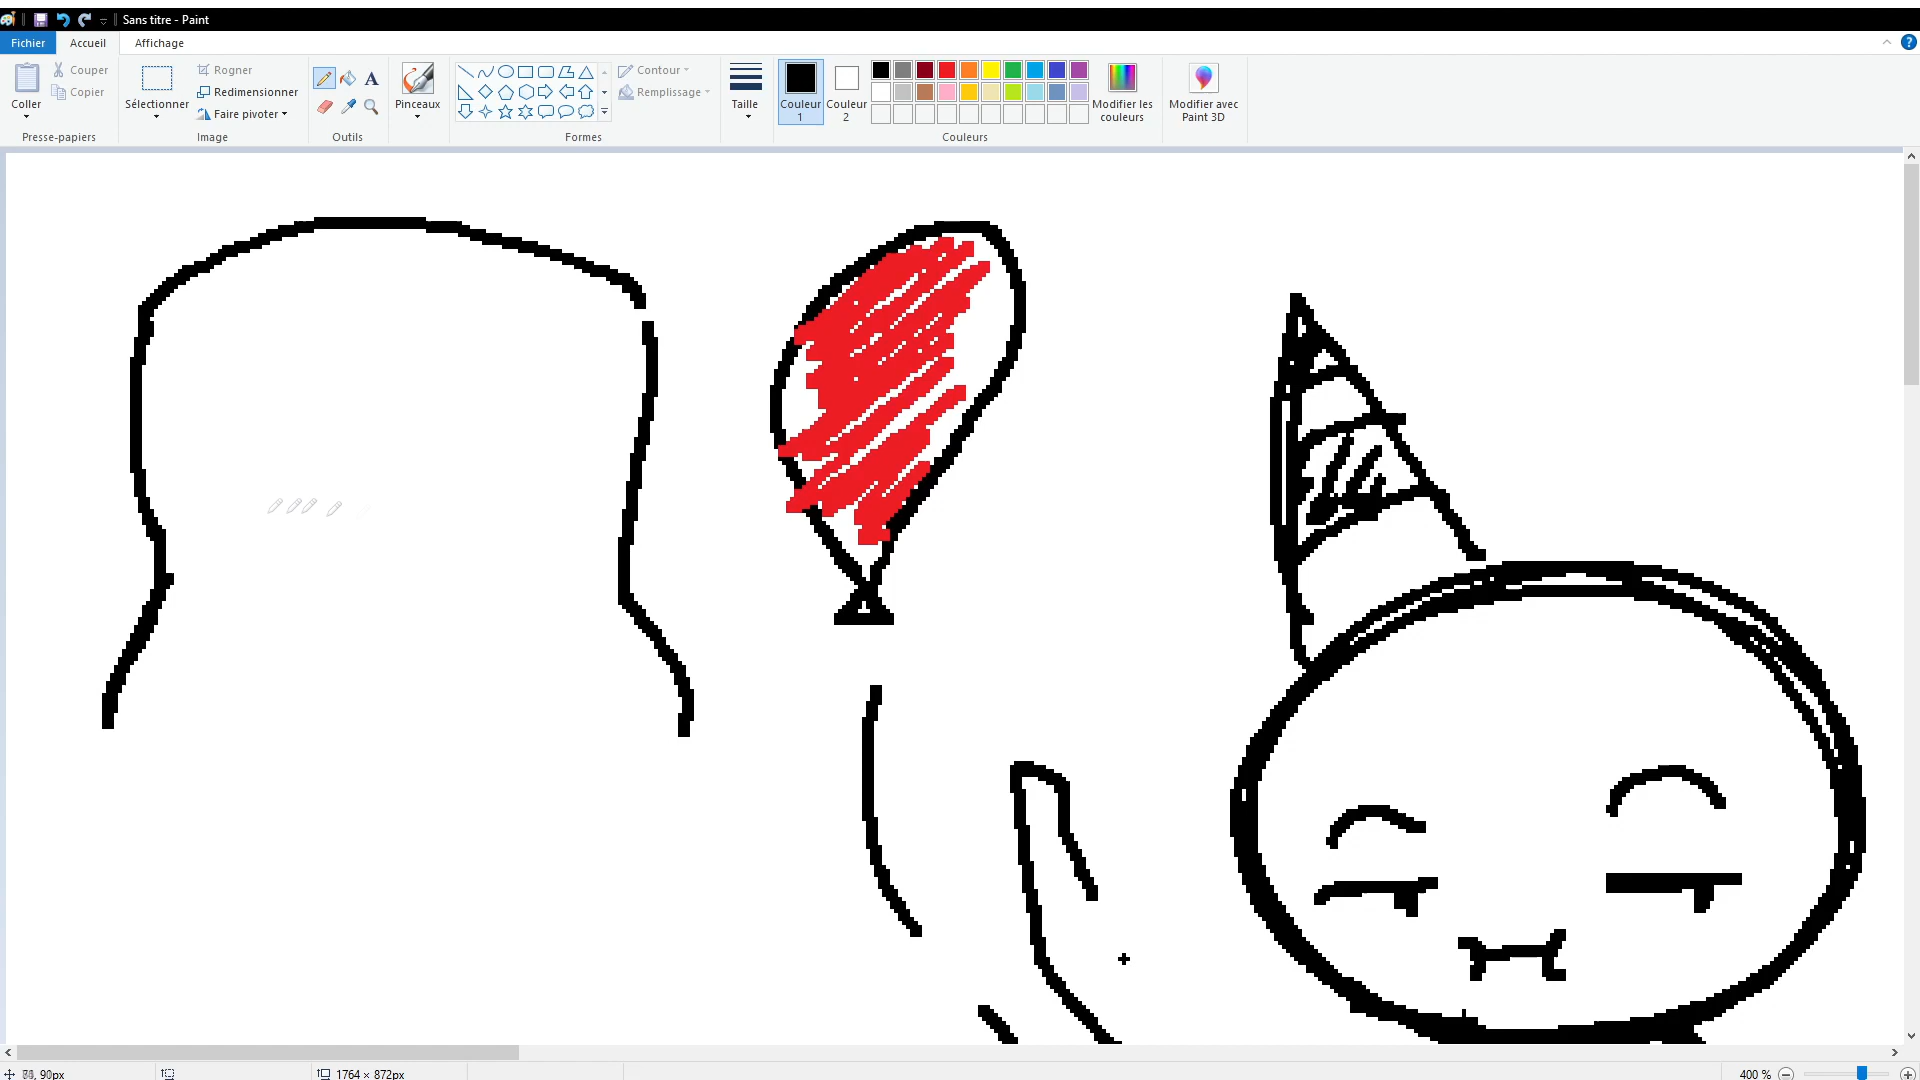 Sans titre - Paint
Fichier Accueil Affichage
Coller
Couper
Copier
Presse-papiers
Sélectionner
Rogner
Redimensionner
Faire pivoter
Image
A
Outils
Pinceaux
Contour
Remplissage
Formes
Taille
Couleur 1
Couleur 2
Modifier les couleurs
Couleurs
Modifier avec Paint 3D
1764 × 872px
400 %